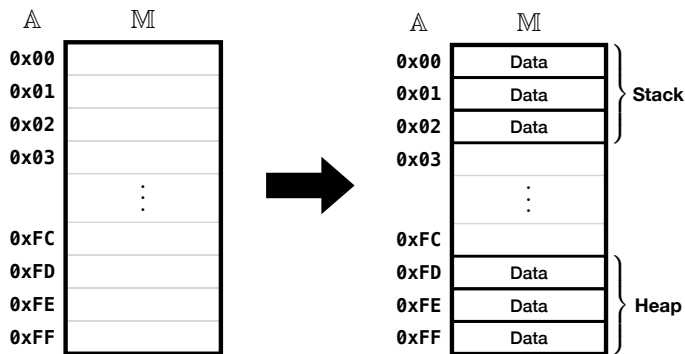 𝔸 𝕄
0x00
0x01
0x02
0x03
⋮
0xFC
0xFD
0xFE
0xFF
𝔸 𝕄
0x00 Data
0x01 Data Stack
0x02 Data
0x03
⋮
0xFC
0xFD Data
0xFE Data Heap
0xFF Data